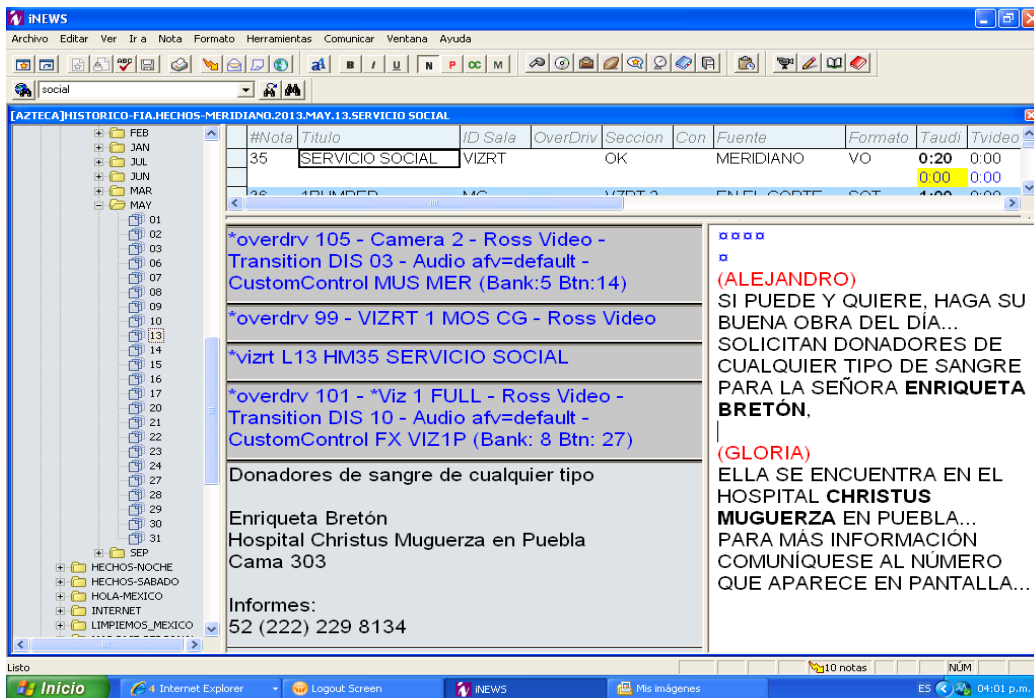 iNEWS
Archivo Editar Ver Ir a Nota Formato Herramientas Comunicar Ventana Ayuda
B I U N P CC M
social
[AZTECA]HISTORICO-FIA.HECHOS-MERIDIANO.2013.MAY.13.SERVICIO SOCIAL
FEB
JAN
JUL
JUN
MAR
MAY
01
02
03
06
07
08
09
10
13
14
15
16
17
20
21
22
23
24
27
28
29
30
31
SEP
HECHOS-NOCHE
HECHOS-SABADO
HOLA-MEXICO
INTERNET
LIMPIEMOS_MEXICO
#Nota Titulo ID Sala OverDriv Seccion Con Fuente Formato Taudi Tvideo
35 SERVICIO SOCIAL VIZRT OK MERIDIANO VO 0:20 0:00
0:00 0:00
*overdrv 105 - Camera 2 - Ross Video -
Transition DIS 03 - Audio afv=default -
CustomControl MUS MER (Bank:5 Btn:14)
*overdrv 99 - VIZRT 1 MOS CG - Ross Video
*vizrt L13 HM35 SERVICIO SOCIAL
*overdrv 101 - *Viz 1 FULL - Ross Video -
Transition DIS 10 - Audio afv=default -
CustomControl FX VIZ1P (Bank: 8 Btn: 27)
Donadores de sangre de cualquier tipo
Enriqueta Bretón
Hospital Christus Muguerza en Puebla
Cama 303
Informes:
52 (222) 229 8134
(ALEJANDRO)
SI PUEDE Y QUIERE, HAGA SU
BUENA OBRA DEL DÍA...
SOLICITAN DONADORES DE
CUALQUIER TIPO DE SANGRE
PARA LA SEÑORA ENRIQUETA
BRETÓN,
(GLORIA)
ELLA SE ENCUENTRA EN EL
HOSPITAL CHRISTUS
MUGUERZA EN PUEBLA...
PARA MÁS INFORMACIÓN
COMUNÍQUESE AL NÚMERO
QUE APARECE EN PANTALLA...
Listo
10 notas
NÚM
Inicio
4 Internet Explorer
Logout Screen
iNEWS
Mis imágenes
ES
04:01 p.m.